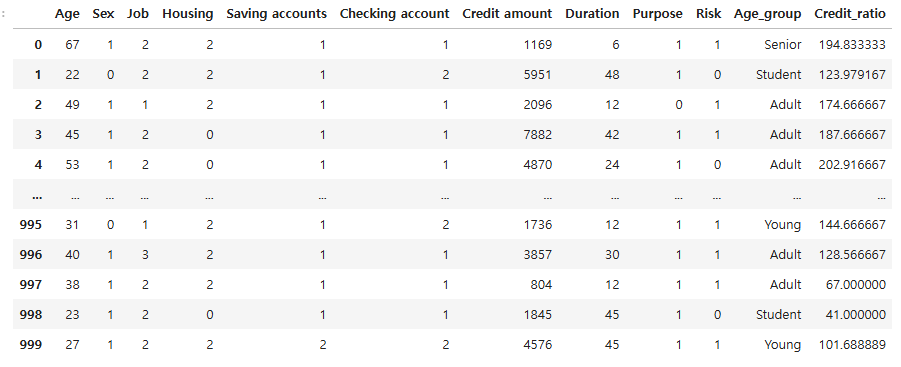 Age Sex Job Housing Saving accounts Checking account Credit amount Duration Purpose Risk Age_group Credit_ratio
0 67 1 2 2 1 1 1169 6 1 1 Senior 194.833333
1 22 0 2 2 1 2 5951 48 1 0 Student 123.979167
2 49 1 1 2 1 1 2096 12 0 1 Adult 174.666667
3 45 1 2 0 1 1 7882 42 1 1 Adult 187.666667
4 53 1 2 0 1 1 4870 24 1 0 Adult 202.916667
... ... ... ... ... ... ... ... ... ... ... ... ...
995 31 0 1 2 1 2 1736 12 1 1 Young 144.666667
996 40 1 3 2 1 1 3857 30 1 1 Adult 128.566667
997 38 1 2 2 1 1 804 12 1 1 Adult 67.000000
998 23 1 2 0 1 1 1845 45 1 0 Student 41.000000
999 27 1 2 2 2 2 4576 45 1 1 Young 101.688889